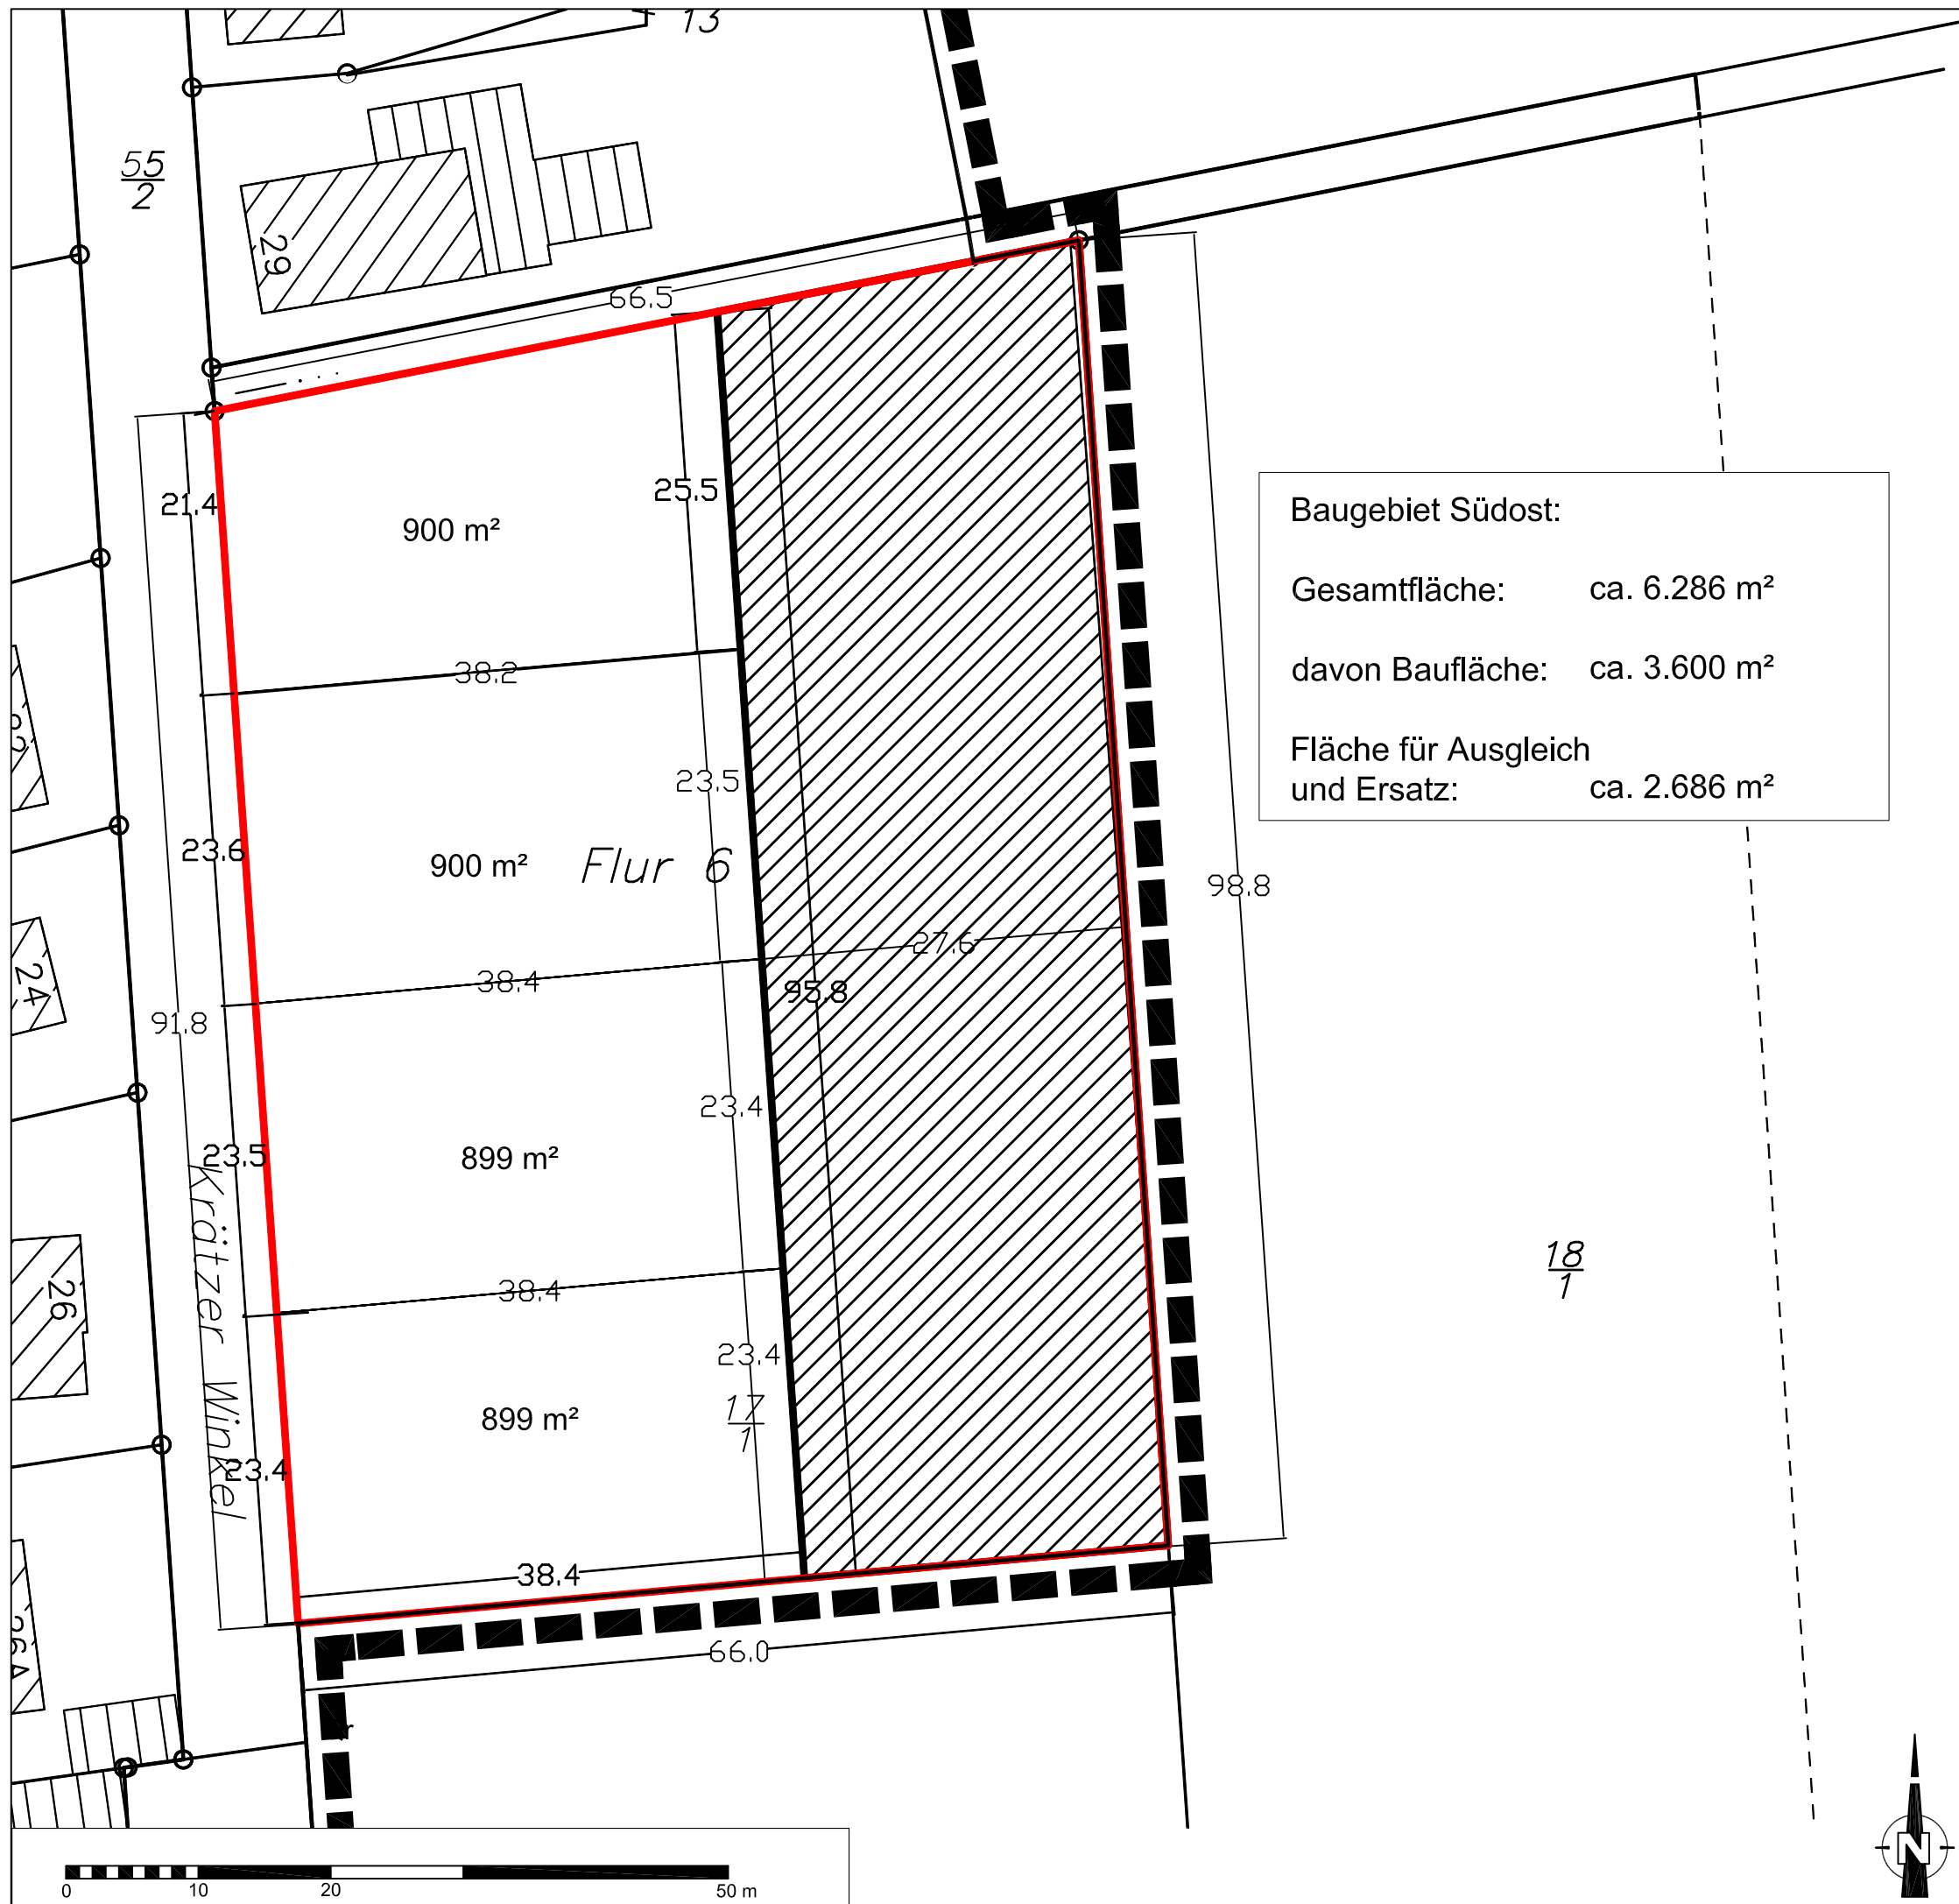 13
55
2
29
66.5
21.4
25.5
900 m²
38.2
Baugebiet Südost:
Gesamtfläche: ca. 6.286 m²
davon Baufläche: ca. 3.600 m²
Fläche für Ausgleich
und Ersatz: ca. 2.686 m²
23.5
23.6
900 m²
Flur 6
98.8
27.6
38.4
95.8
24
91.8
23.4
23.5
899 m²
Krätzer Winkel
18
1
26
38.4
23.4
17
1
899 m²
23.4
38.4
26A
66.0
r
N
0 10 20 50 m